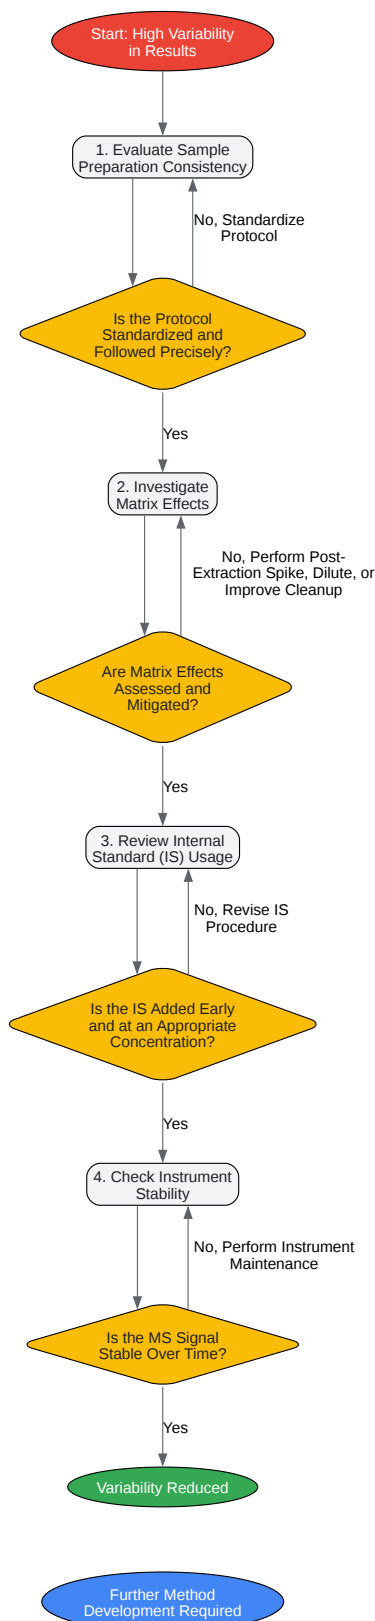 Start: High Variability
in Results
1. Evaluate Sample
Preparation Consistency
No, Standardize
Protocol
Is the Protocol
Standardized and
Followed Precisely?
Yes
2. Investigate
Matrix Effects
No, Perform Post-
Extraction Spike, Dilute, or
Improve Cleanup
Are Matrix Effects
Assessed and
Mitigated?
Yes
3. Review Internal
Standard (IS) Usage
No, Revise IS
Procedure
Is the IS Added Early
and at an Appropriate
Concentration?
Yes
4. Check Instrument
Stability
No, Perform Instrument
Maintenance
Is the MS Signal
Stable Over Time?
Yes
Variability Reduced
Further Method
Development Required